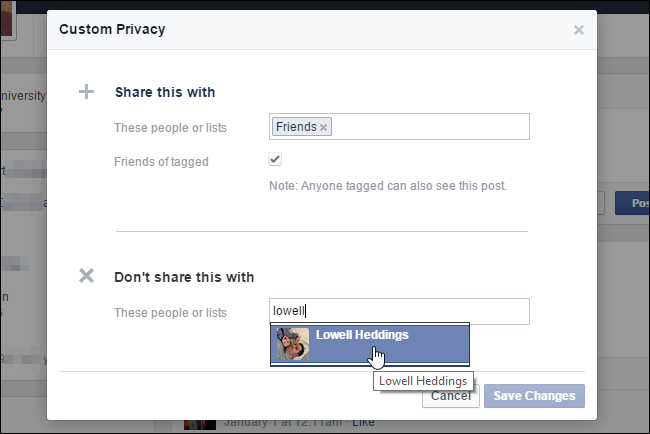 Custom Privacy
niversity
Share this with
These people or lists
Friends
Friends of tagged
Note: Anyone tagged can also see this post.
Pos
Don't share this with
These people or lists
lowell
Lowell Heddings
Lowell Heddings
Cancel
Save Changes
January 1 at 12:11am · Like